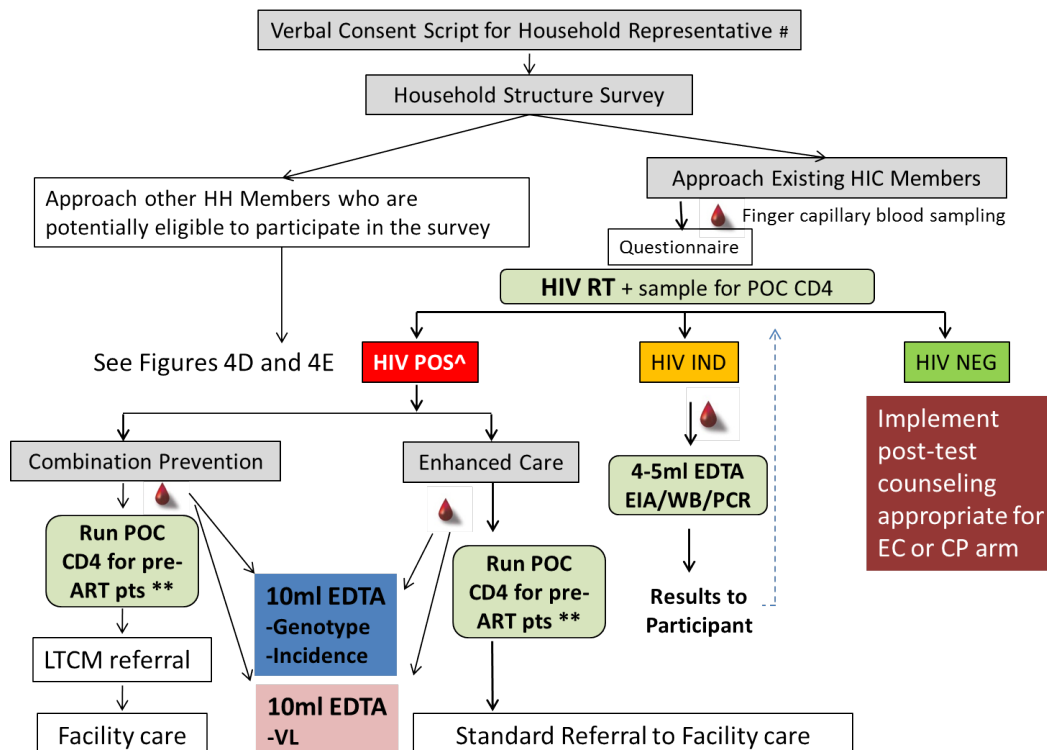 Verbal Consent Script for Household Representative #
Household Structure Survey
Approach other HH Members who are
potentially eligible to participate in the survey
Approach Existing HIC Members
Finger capillary blood sampling
Questionnaire
HIV RT + sample for POC CD4
See Figures 4D and 4E
HIV POS^
HIV IND
HIV NEG
Combination Prevention
Enhanced Care
4-5ml EDTA
EIA/WB/PCR
Implement
post-test
counseling
appropriate for
EC or CP arm
Run POC
CD4 for pre-
ART pts **
10ml EDTA
-Genotype
-Incidence
Run POC
CD4 for pre-
ART pts **
Results to
Participant
LTCM referral
10ml EDTA
-VL
Facility care
Standard Referral to Facility care